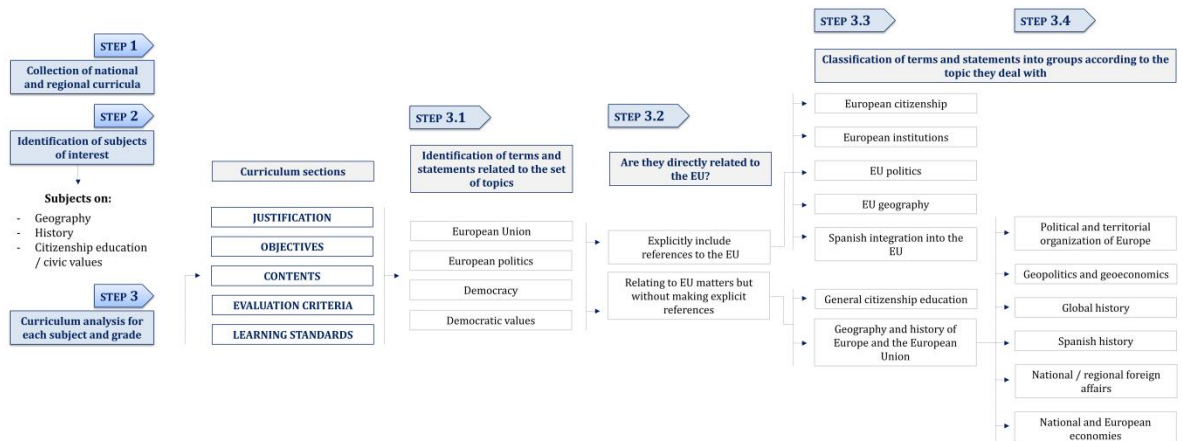 STEP 1
Collection of national
and regional curricula
STEP 2
Identification of subjects
of interest
Subjects on:
- Geography
- History
- Citizenship education
/ civic values
STEP 3
Curriculum analysis for
each subject and grade
Curriculum sections
JUSTIFICATION
OBJECTIVES
CONTENTS
EVALUATION CRITERIA
LEARNING STANDARDS
STEP 3.1
Identification of terms and
statements related to the set
of topics
European Union
European politics
Democracy
Democratic values
STEP 3.2
Are they directly related to
the EU?
Explicitly include
references to the EU
Relating to EU matters but
without making explicit
references
STEP 3.3
STEP 3.4
Classification of terms and statements into groups according to the
topic they deal with
European citizenship
European institutions
EU politics
EU geography
Spanish integration into the
EU
General citizenship education
Geography and history of
Europe and the European
Union
Political and territorial
organization of Europe
Geopolitics and geoeconomics
Global history
Spanish history
National / regional foreign
affairs
National and European
economies